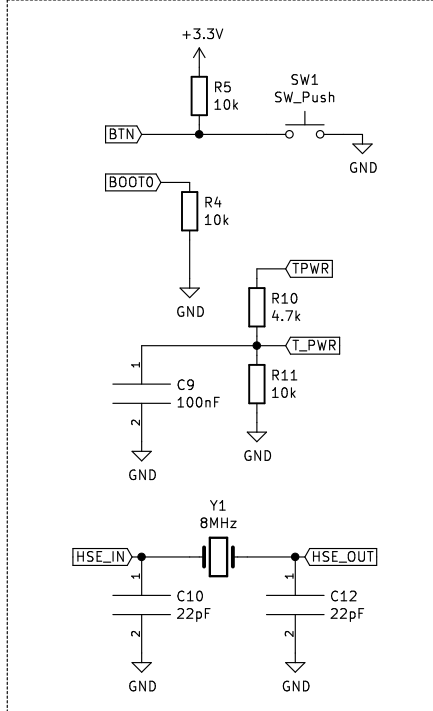 +3.3V
R5
10k
SW1
SW_Push
BTN
GND
BOOT0
R4
10k
GND
TPWR
R10
4.7k
T_PWR
1
C9
100nF
2
R11
10k
GND
GND
Y1
8MHz
HSE_IN
HSE_OUT
1
C10
22pF
2
1
C12
22pF
2
GND
GND